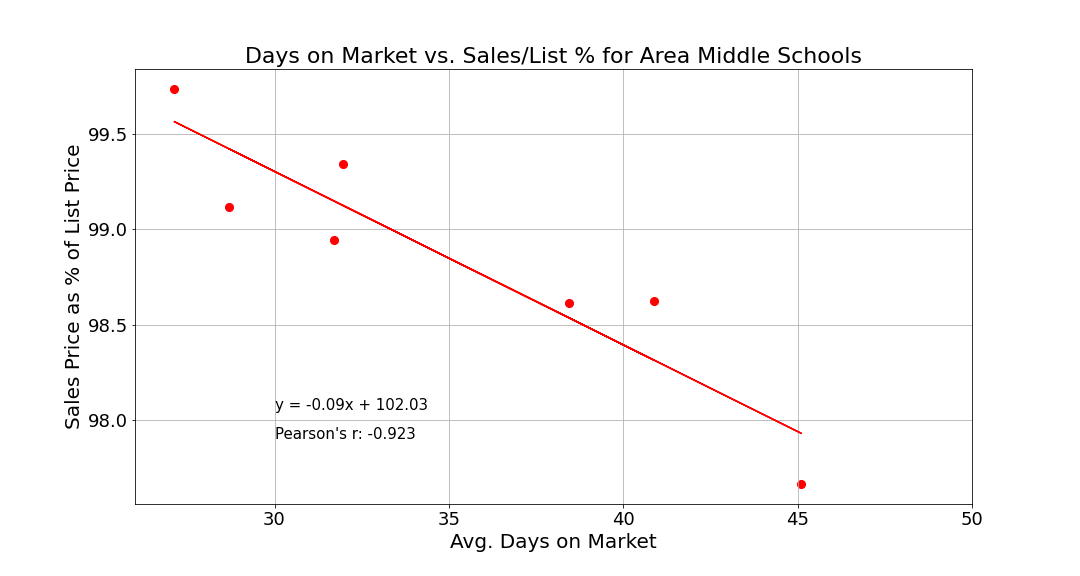 Days on Market vs. Sales/List % for Area Middle Schools
Sales Price as % of List Price
99.5
99.0
98.5
98.0
y = -0.09x + 102.03
Pearson's r: -0.923
30 35 40 45 50
Avg. Days on Market